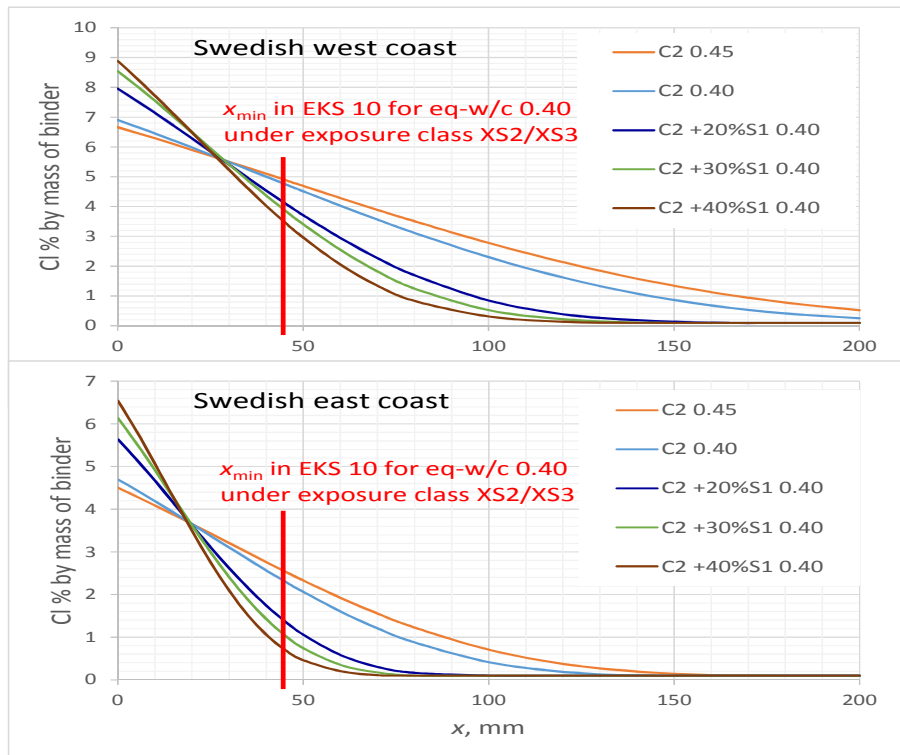 Swedish west coast
x_min in EKS 10 for eq-w/c 0.40
under exposure class XS2/XS3
C2 0.45
C2 0.40
C2 +20%S1 0.40
C2 +30%S1 0.40
C2 +40%S1 0.40
Cl % by mass of binder
10
9
8
7
6
5
4
3
2
1
0
0 50 100 150 200
Swedish east coast
x_min in EKS 10 for eq-w/c 0.40
under exposure class XS2/XS3
C2 0.45
C2 0.40
C2 +20%S1 0.40
C2 +30%S1 0.40
C2 +40%S1 0.40
Cl % by mass of binder
7
6
5
4
3
2
1
0
0 50 100 150 200
x, mm